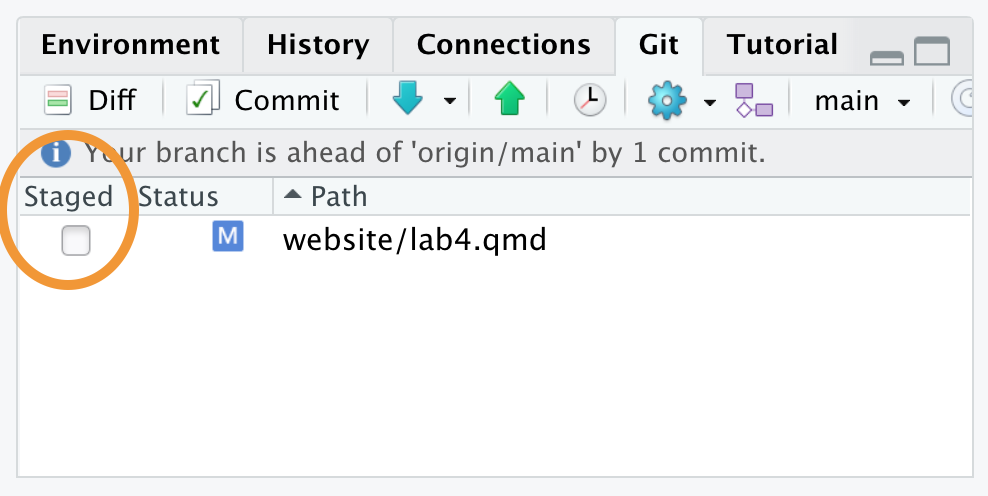 Environment History Connections Git Tutorial
Diff Commit main
i Your branch is ahead of 'origin/main' by 1 commit.
Staged Status Path
M website/lab4.qmd